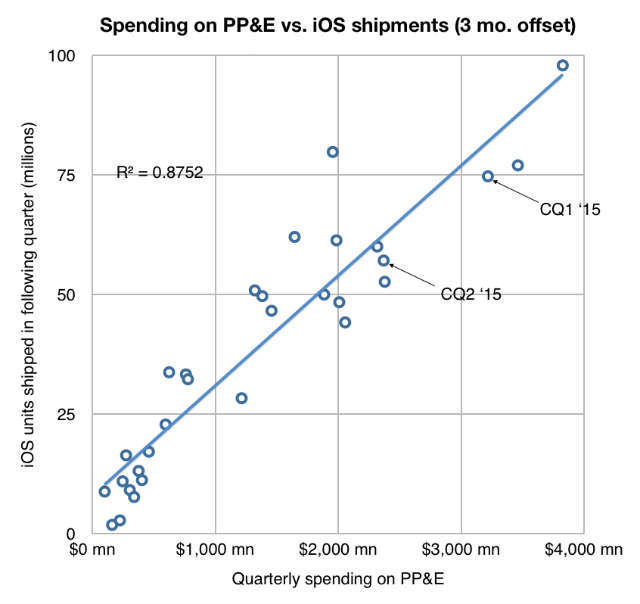 Spending on PP&E vs. iOS shipments (3 mo. offset)
100
75
50
25
0
iOS units shipped in following quarter (millions)
R² = 0.8752
CQ1 ‘15
CQ2 ‘15
$0 mn
$1,000 mn
$2,000 mn
$3,000 mn
$4,000 mn
Quarterly spending on PP&E